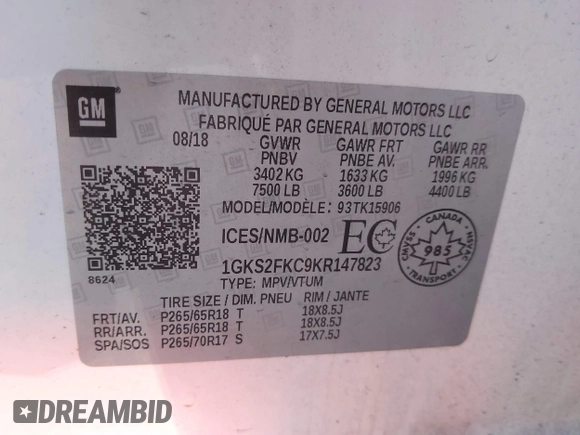 GM
MANUFACTURED BY GENERAL MOTORS LLC
FABRIQUÉ PAR GENERAL MOTORS LLC
08/18 GVWR GAWR FRT GAWR RR
PNBV PNBE AV. PNBE ARR.
3402 KG 1633 KG 1996 KG
7500 LB 3600 LB 4400 LB
MODEL/MODÈLE: 93TK15906
ICES/NMB-002 EC
CANADA
CMVSS 985 NSVAC
TRANSPORT
1GKS2FKC9KR147823
8624
TYPE: MPV/VTUM
TIRE SIZE / DIM. PNEU RIM / JANTE
FRT/AV. P265/65R18 T 18X8.5J
RR/ARR. P265/65R18 T 18X8.5J
SPA/SOS P265/70R17 S 17X7.5J
DREAMBID